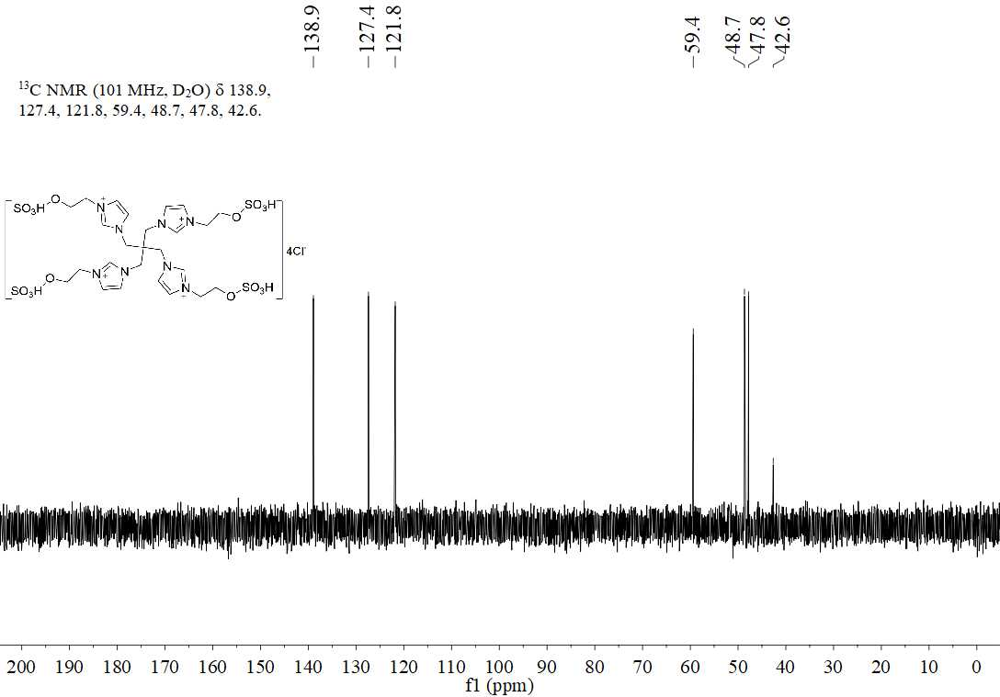 138.9
127.4
121.8
59.4
48.7
47.8
42.6
¹³C NMR (101 MHz, D₂O) δ 138.9,
127.4, 121.8, 59.4, 48.7, 47.8, 42.6.
SO₃H O N + N
N N + O SO₃H
4Cl⁻
SO₃H O N + N
N N + O SO₃H
200 190 180 170 160 150 140 130 120 110 100 90 80 70 60 50 40 30 20 10 0
f1 (ppm)